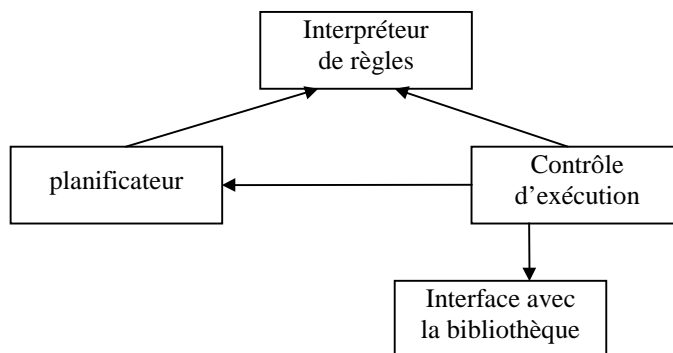 Interpréteur
de règles
planificateur
Contrôle
d’exécution
Interface avec
la bibliothèque